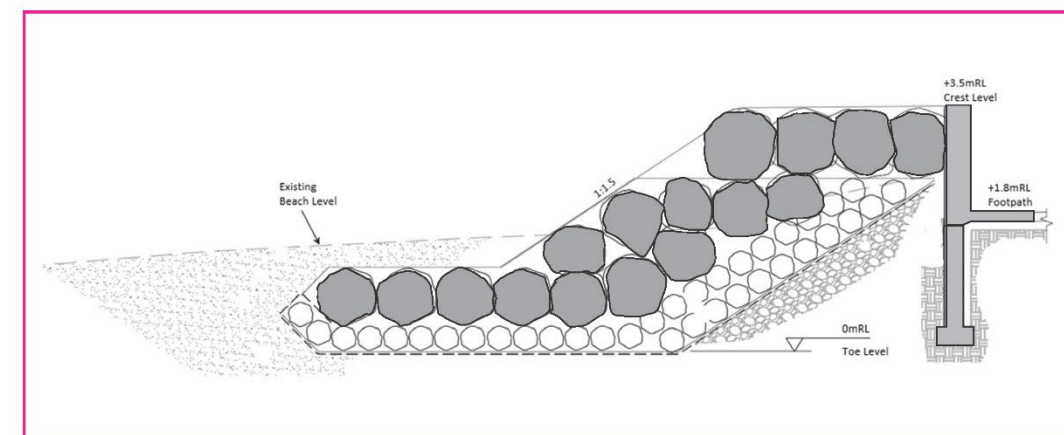 +3.5mRL
Crest Level
1:1.5
Existing
Beach Level
+1.8mRL
Footpath
0mRL
Toe Level